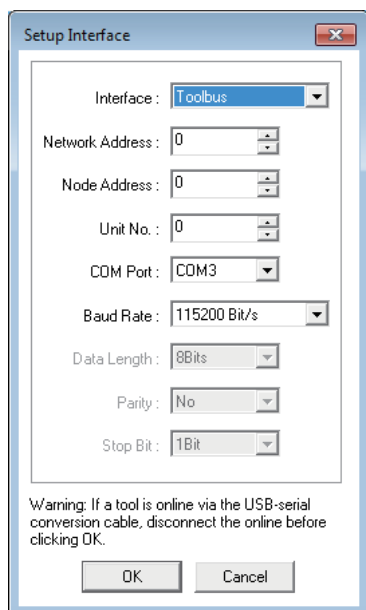 Setup Interface
Interface : Toolbus
Network Address : 0
Node Address : 0
Unit No. : 0
COM Port : COM3
Baud Rate : 115200 Bit/s
Data Length : 8Bits
Parity : No
Stop Bit : 1Bit
Warning: If a tool is online via the USB-serial
conversion cable, disconnect the online before
clicking OK.
OK Cancel